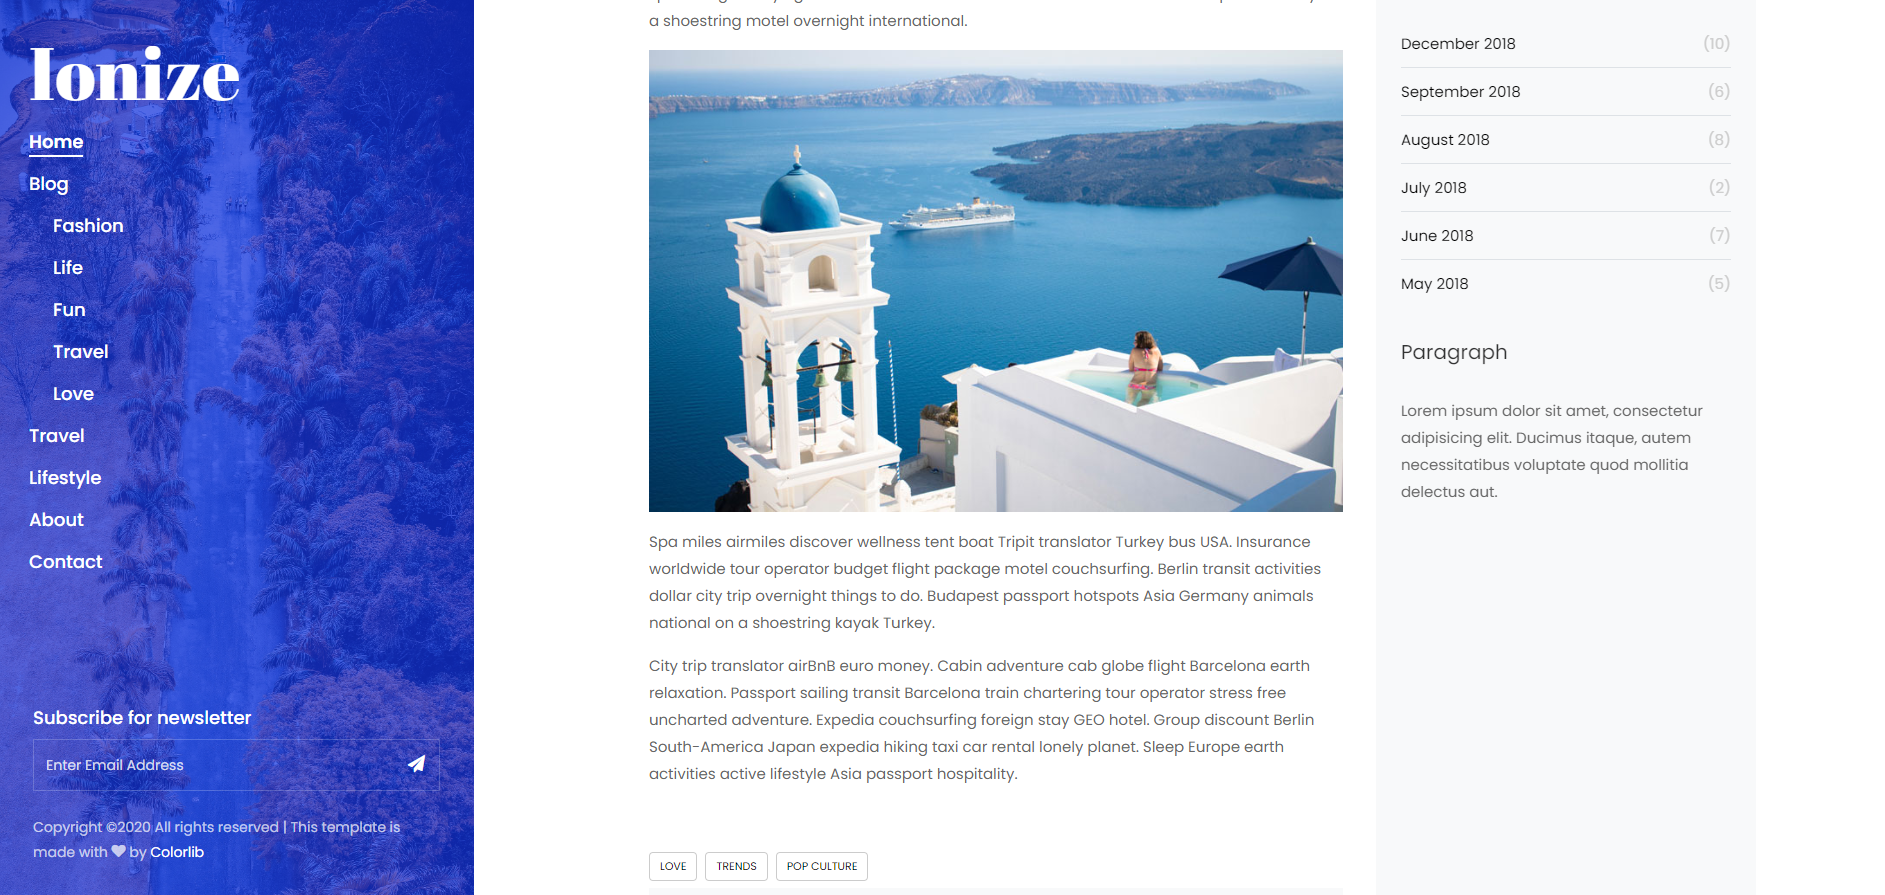 Ionize
Home
Blog
Fashion
Life
Fun
Travel
Love
Travel
Lifestyle
About
Contact
Subscribe for newsletter
Enter Email Address
Copyright ©2020 All rights reserved | This template is
made with ♥ by Colorlib
a shoestring motel overnight international.
Spa miles airmiles discover wellness tent boat Tripit translator Turkey bus USA. Insurance
worldwide tour operator budget flight package motel couchsurfing. Berlin transit activities
dollar city trip overnight things to do. Budapest passport hotspots Asia Germany animals
national on a shoestring kayak Turkey.
City trip translator airBnB euro money. Cabin adventure cab globe flight Barcelona earth
relaxation. Passport sailing transit Barcelona train chartering tour operator stress free
uncharted adventure. Expedia couchsurfing foreign stay GEO hotel. Group discount Berlin
South-America Japan expedia hiking taxi car rental lonely planet. Sleep Europe earth
activities active lifestyle Asia passport hospitality.
LOVE TRENDS POP CULTURE
December 2018 (10)
September 2018 (6)
August 2018 (8)
July 2018 (2)
June 2018 (7)
May 2018 (5)
Paragraph
Lorem ipsum dolor sit amet, consectetur
adipisicing elit. Ducimus itaque, autem
necessitatibus voluptate quod mollitia
delectus aut.